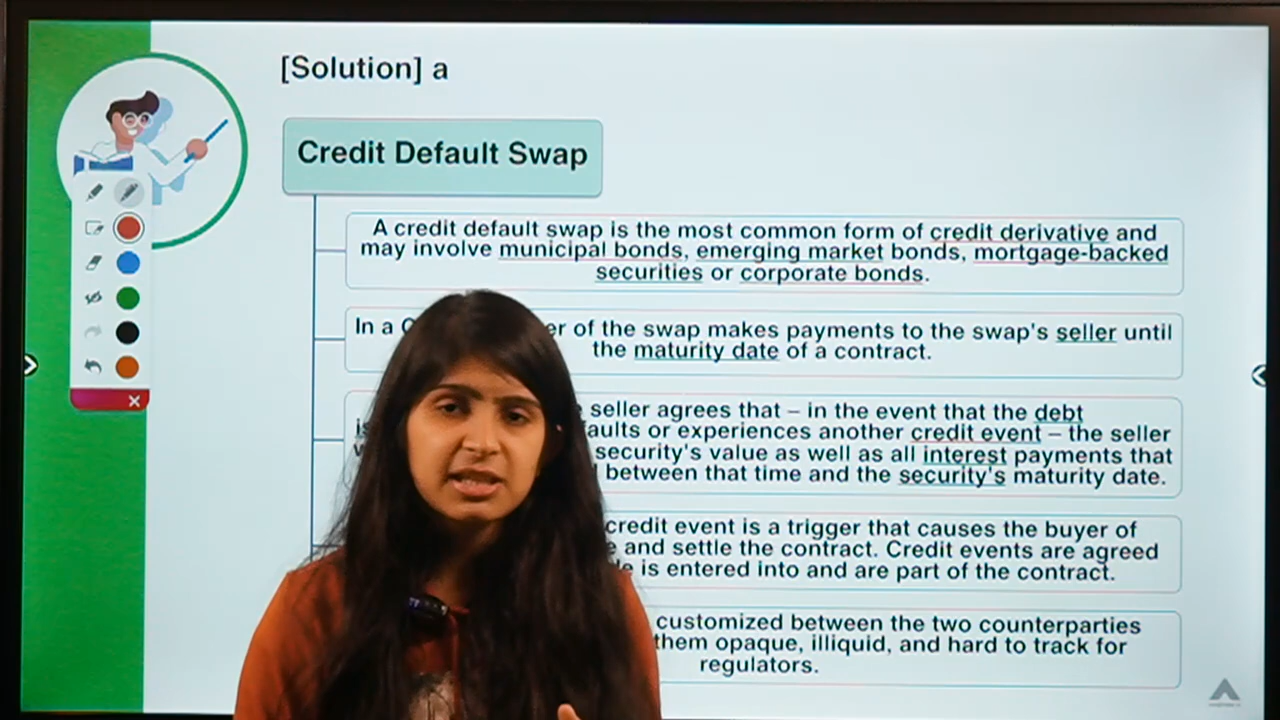 [Solution] a
Credit Default Swap
A credit default swap is the most common form of credit derivative and
may involve municipal bonds, emerging market bonds, mortgage-backed
securities or corporate bonds.
In a er of the swap makes payments to the swap's seller until
the maturity date of a contract.
seller agrees that – in the event that the debt
aults or experiences another credit event – the seller
security's value as well as all interest payments that
between that time and the security's maturity date.
credit event is a trigger that causes the buyer of
and settle the contract. Credit events are agreed
is entered into and are part of the contract.
customized between the two counterparties
them opaque, illiquid, and hard to track for
regulators.